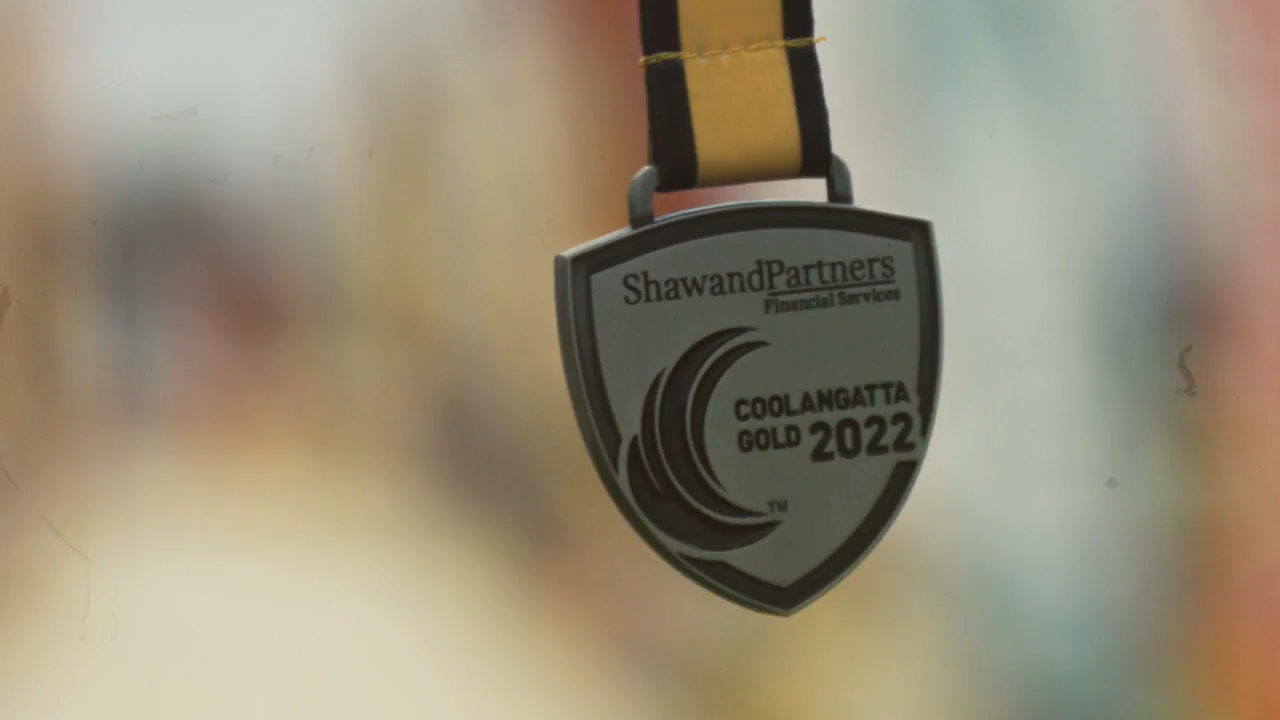 ShawandPartners
Financial Services
COOLANGATTA
GOLD 2022
TM